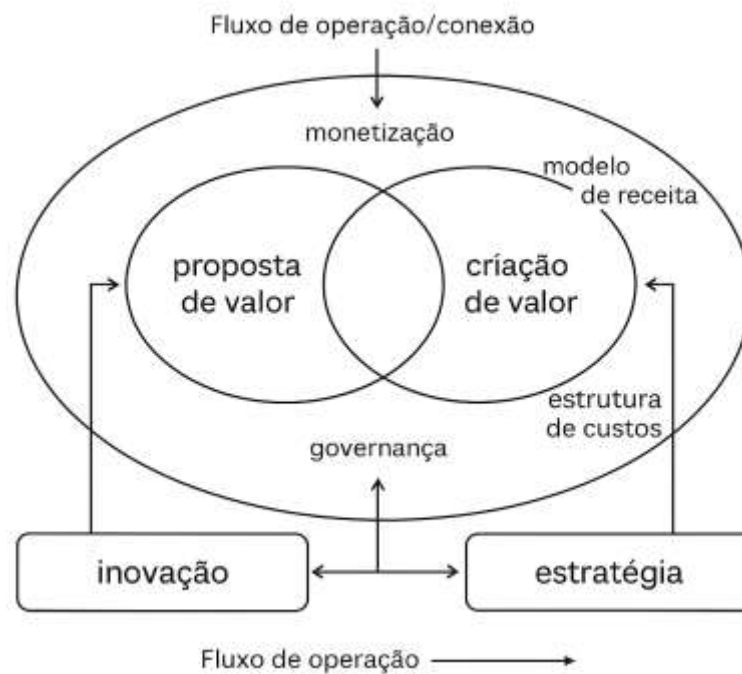 Fluxo de operação/conexão
monetização
modelo
de receita
proposta
de valor
criação
de valor
estrutura
de custos
governança
inovação
estratégia
Fluxo de operação